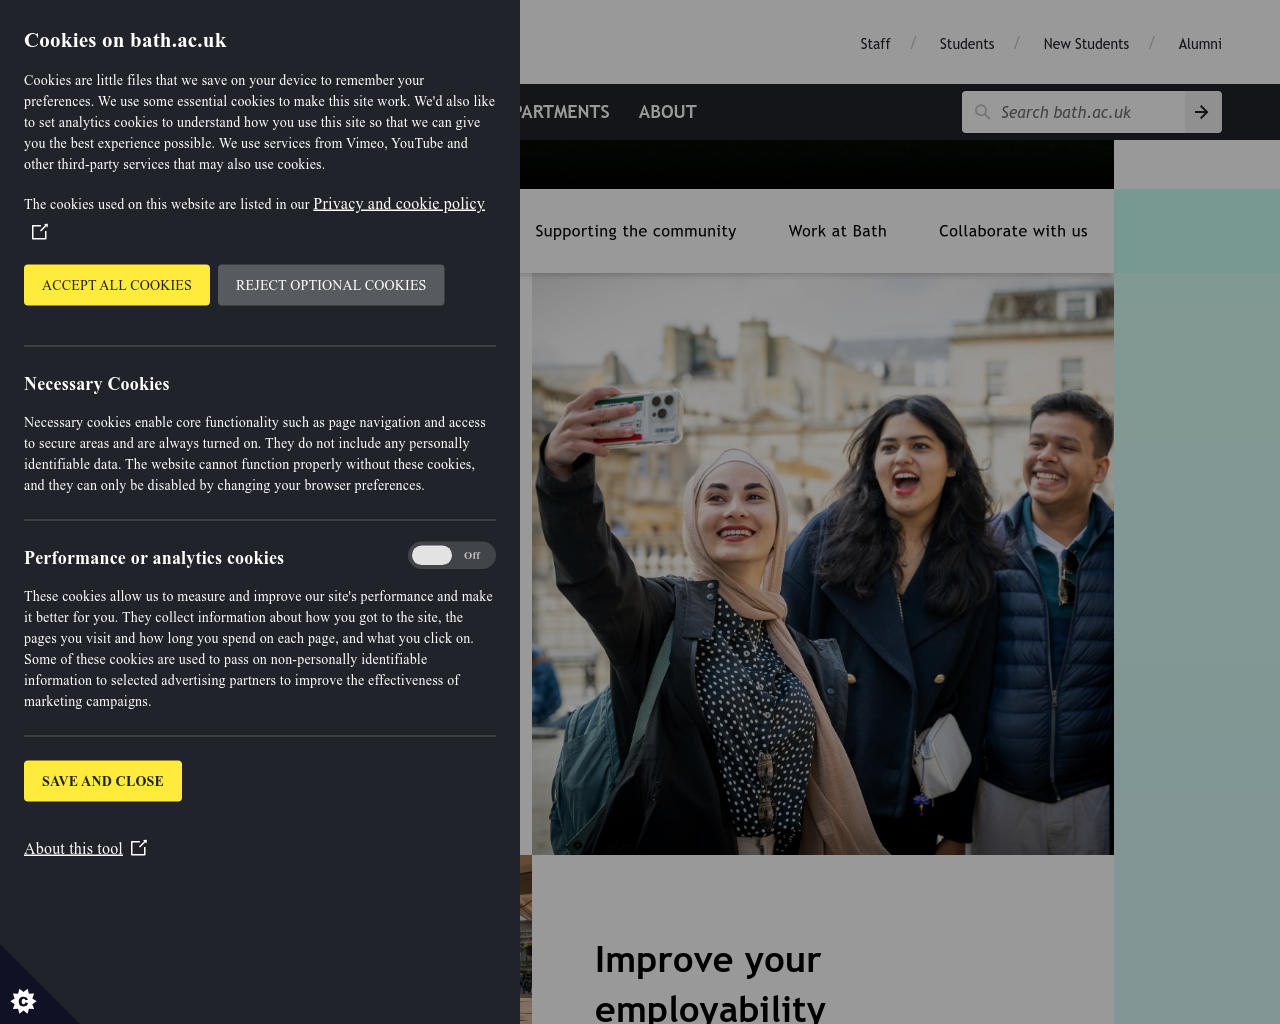 Cookies on bath.ac.uk
Cookies are little files that we save on your device to remember your
preferences. We use some essential cookies to make this site work. We'd also like
to set analytics cookies to understand how you use this site so that we can give
you the best experience possible. We use services from Vimeo, YouTube and
other third-party services that may also use cookies.
The cookies used on this website are listed in our Privacy and cookie policy
ACCEPT ALL COOKIES
REJECT OPTIONAL COOKIES
Necessary Cookies
Necessary cookies enable core functionality such as page navigation and access
to secure areas and are always turned on. They do not include any personally
identifiable data. The website cannot function properly without these cookies,
and they can only be disabled by changing your browser preferences.
Performance or analytics cookies
Off
These cookies allow us to measure and improve our site's performance and make
it better for you. They collect information about how you got to the site, the
pages you visit and how long you spend on each page, and what you click on.
Some of these cookies are used to pass on non-personally identifiable
information to selected advertising partners to improve the effectiveness of
marketing campaigns.
SAVE AND CLOSE
About this tool
Staff / Students / New Students / Alumni
PARTMENTS ABOUT
Search bath.ac.uk
Supporting the community Work at Bath Collaborate with us
Improve your
employability